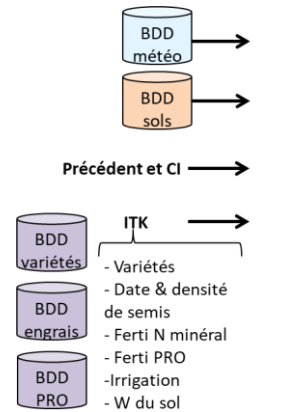 BDD
météo
BDD
sols
Précédent et CI
ITK
BDD
variétés
BDD
engrais
BDD
PRO
- Variétés
- Date & densité
de semis
- Ferti N minéral
- Ferti PRO
-Irrigation
- W du sol